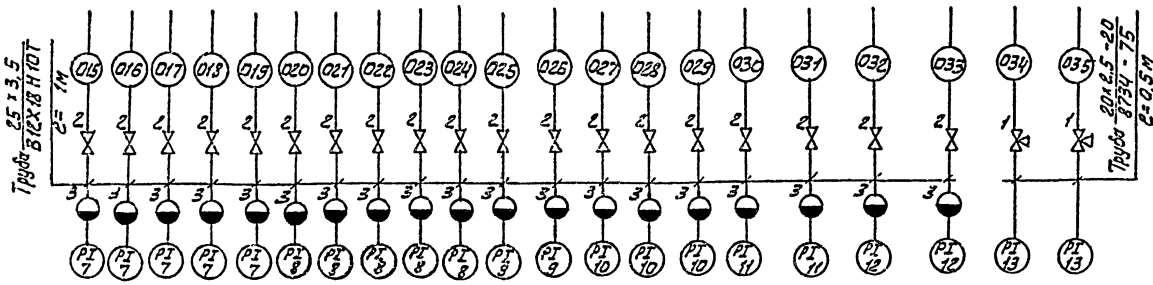 Труба 25 x 3,5
В 12Х18 Н 10Т
ℓ = 1м
015 016 017 018 019 020 021 022 023 024 025 026 027 028 029 030 031 032 033 034 035
2 2 2 2 2 2 2 2 2 2 2 2 2 2 2 2 2 2 2 1 1
3 3 3 3 3 3 3 3 3 3 3 3 3 3 3 3 3 3 3
PI PI PI PI PI PI PI PI PI PI PI PI PI PI PI PI PI PI PI PI PI
7 7 7 7 7 8 8 8 8 8 9 9 10 10 10 11 11 12 12 13 13
Труба 20 x 2,5 - 20
8734 - 75
ℓ = 0,5 м